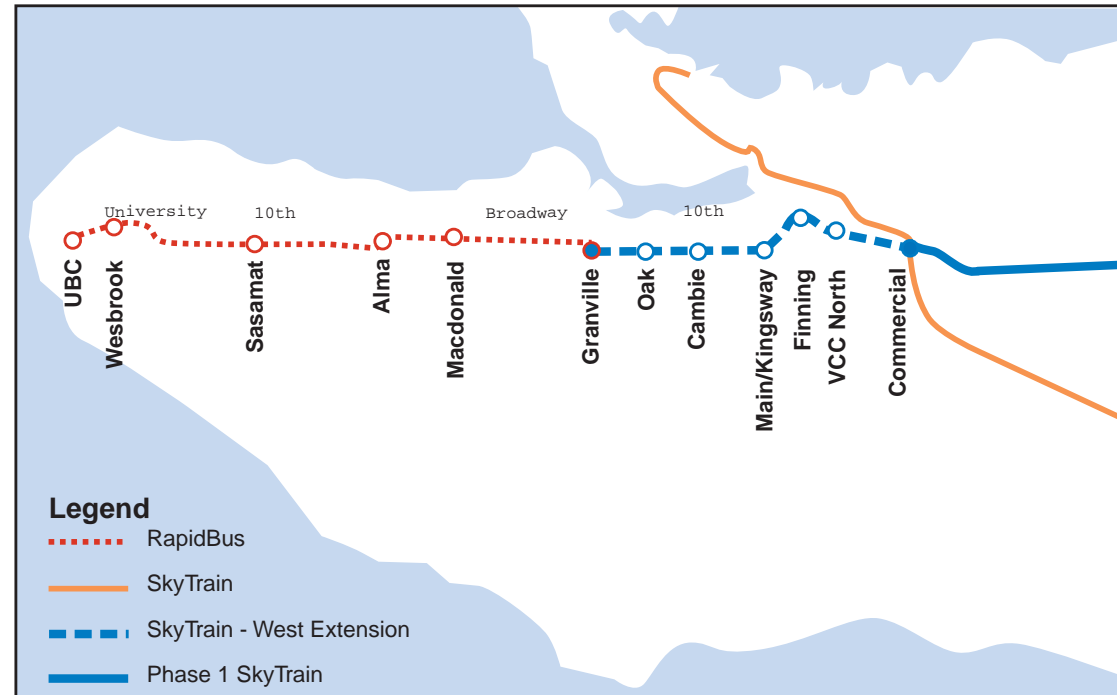 University
10th
Broadway
10th
UBC
Wesbrook
Sasamat
Alma
Macdonald
Granville
Oak
Cambie
Main/Kingsway
Finning
VCC North
Commercial
Legend
RapidBus
SkyTrain
SkyTrain - West Extension
Phase 1 SkyTrain